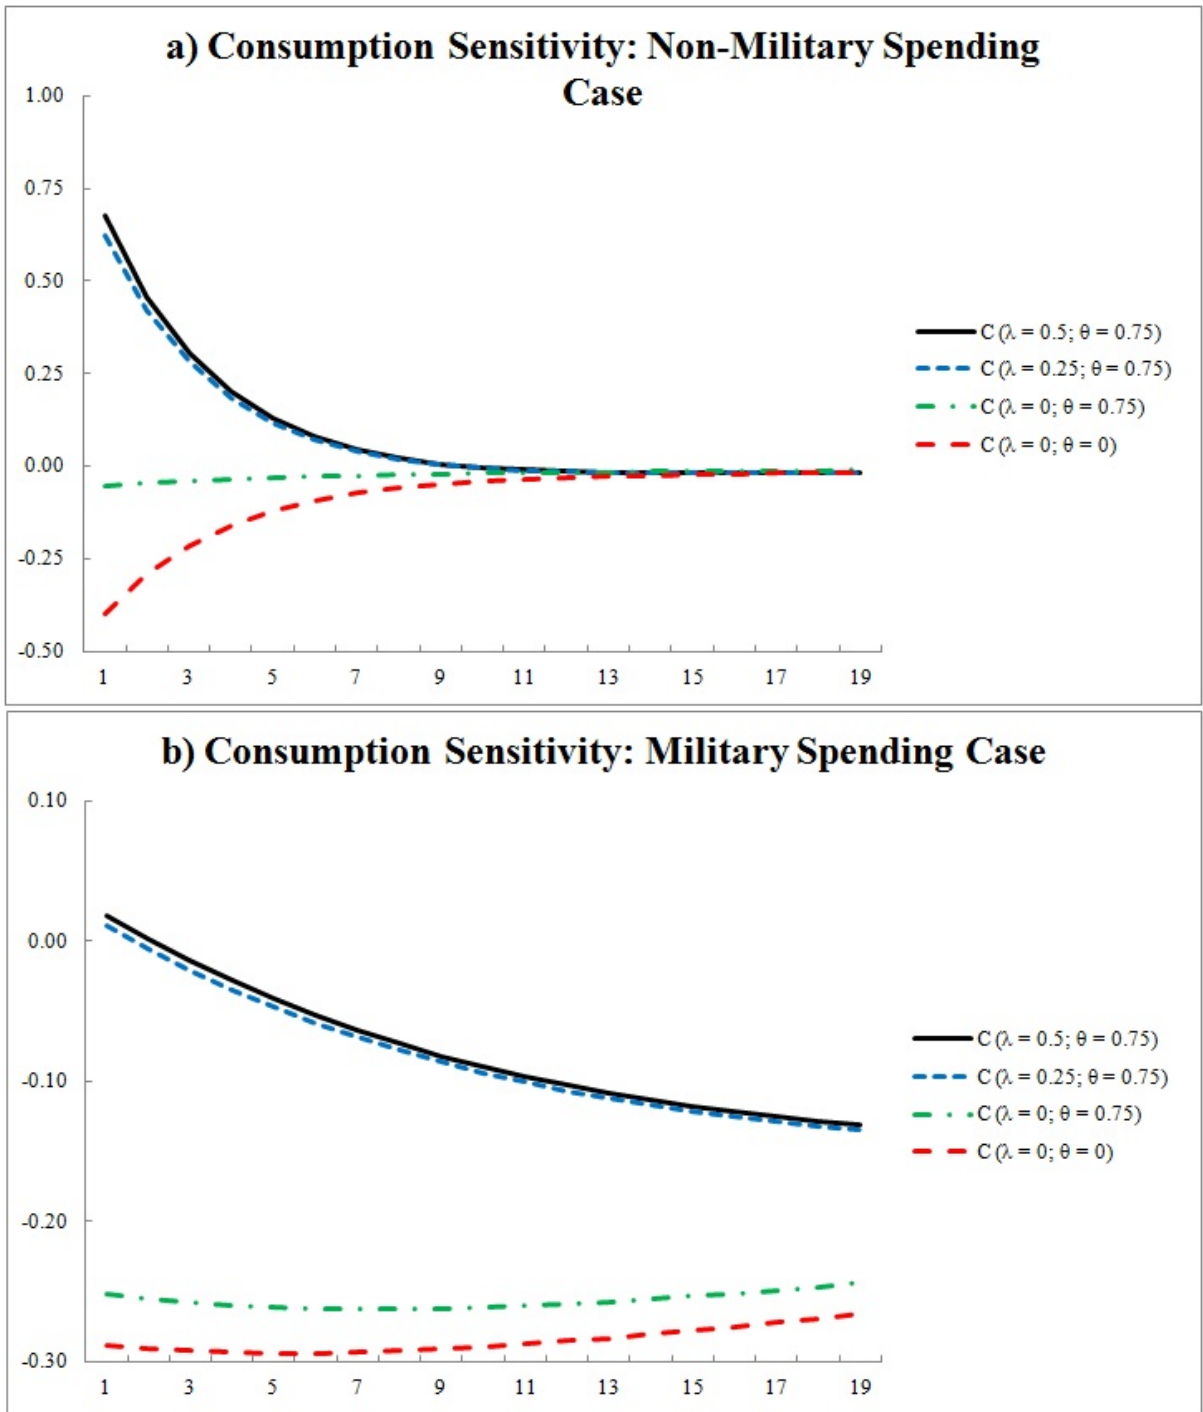 a) Consumption Sensitivity: Non-Military Spending
Case
1.00
0.75
0.50
0.25
0.00
-0.25
-0.50
1 3 5 7 9 11 13 15 17 19
C (λ = 0.5; θ = 0.75)
C (λ = 0.25; θ = 0.75)
C (λ = 0; θ = 0.75)
C (λ = 0; θ = 0)
b) Consumption Sensitivity: Military Spending Case
0.10
0.00
-0.10
-0.20
-0.30
1 3 5 7 9 11 13 15 17 19
C (λ = 0.5; θ = 0.75)
C (λ = 0.25; θ = 0.75)
C (λ = 0; θ = 0.75)
C (λ = 0; θ = 0)